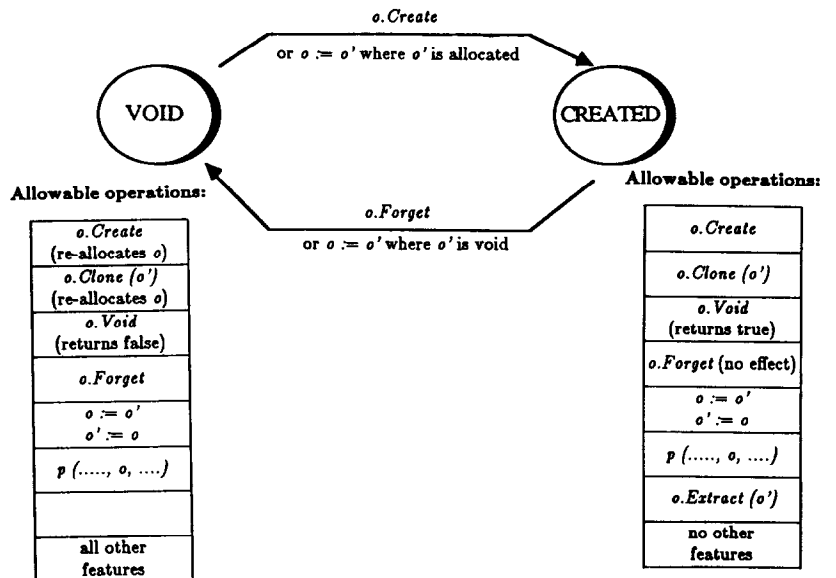 o.Create
or o := o' where o' is allocated
VOID
CREATED
Allowable operations:
Allowable operations:
o.Forget
or o := o' where o' is void
o.Create
(re-allocates o)
o.Clone (o')
(re-allocates o)
o.Void
(returns false)
o.Forget
o := o'
o' := o
p (....., o, ....)
all other
features
o.Create
o.Clone (o')
o.Void
(returns true)
o.Forget (no effect)
o := o'
o' := o
p (....., o, ....)
o.Extract (o')
no other
features